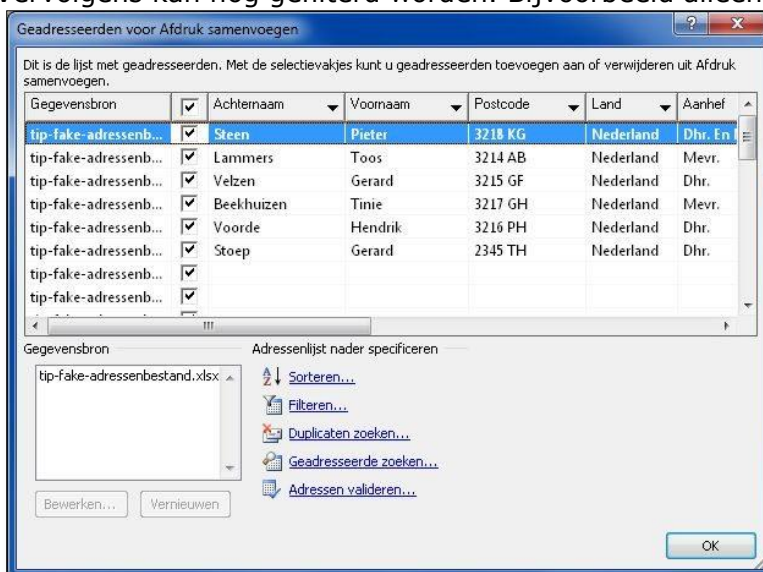 Vervolgens kan nog gefilterd worden. Bijvoorbeeld alleen
Geadresseerden voor Afdruk samenvoegen
Dit is de lijst met geadresseerden. Met de selectievakjes kunt u geadresseerden toevoegen aan of verwijderen uit Afdruk
samenvoegen.
Gegevensbron Achternaam Voornaam Postcode Land Aanhef
tip-fake-adressenb... Steen Pieter 3218 KG Nederland Dhr. En
tip-fake-adressenb... Lammers Toos 3214 AB Nederland Mevr.
tip-fake-adressenb... Velzen Gerard 3215 GF Nederland Dhr.
tip-fake-adressenb... Beekhuizen Tinie 3217 GH Nederland Mevr.
tip-fake-adressenb... Voorde Hendrik 3216 PH Nederland Dhr.
tip-fake-adressenb... Stoep Gerard 2345 TH Nederland Dhr.
tip-fake-adressenb...
tip-fake-adressenb...
Gegevensbron Adressenlijst nader specificeren
tip-fake-adressenbestand.xlsx
Sorteren...
Filteren...
Duplicaten zoeken...
Geadresseerde zoeken...
Adressen valideren...
Bewerken... Vernieuwen
OK